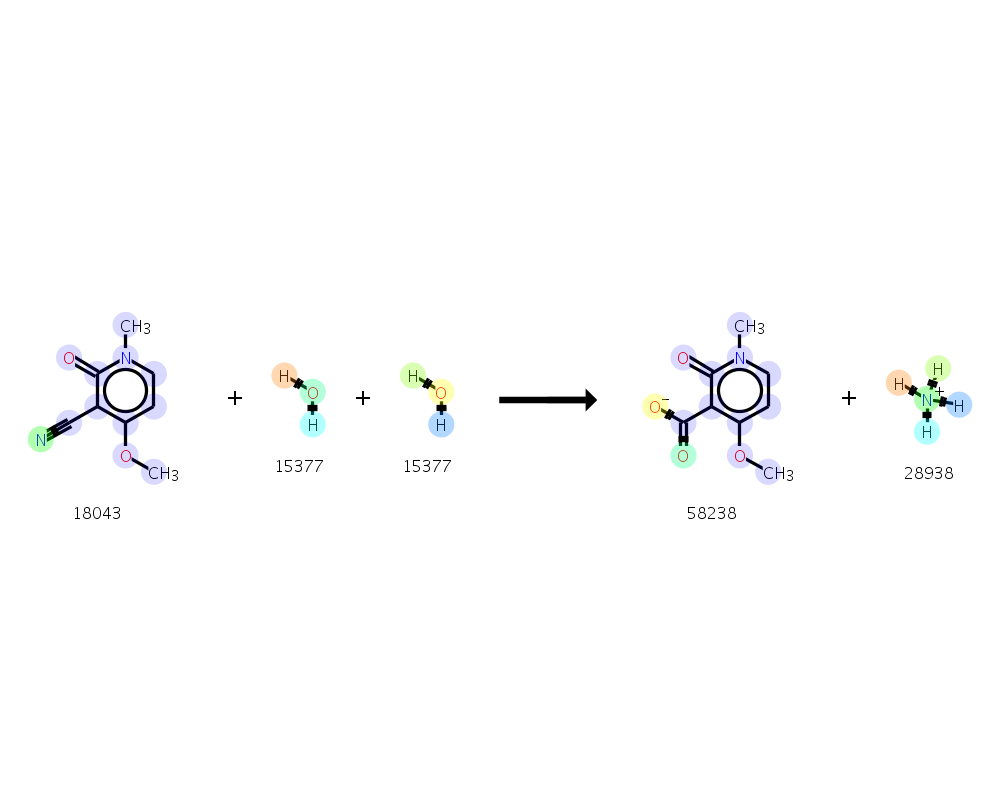 CH3 CH3
O N H H O N H
H
+ O + O + N+
O− H
N H H H
O O O
CH3 CH3
15377 15377 28938
18043 58238